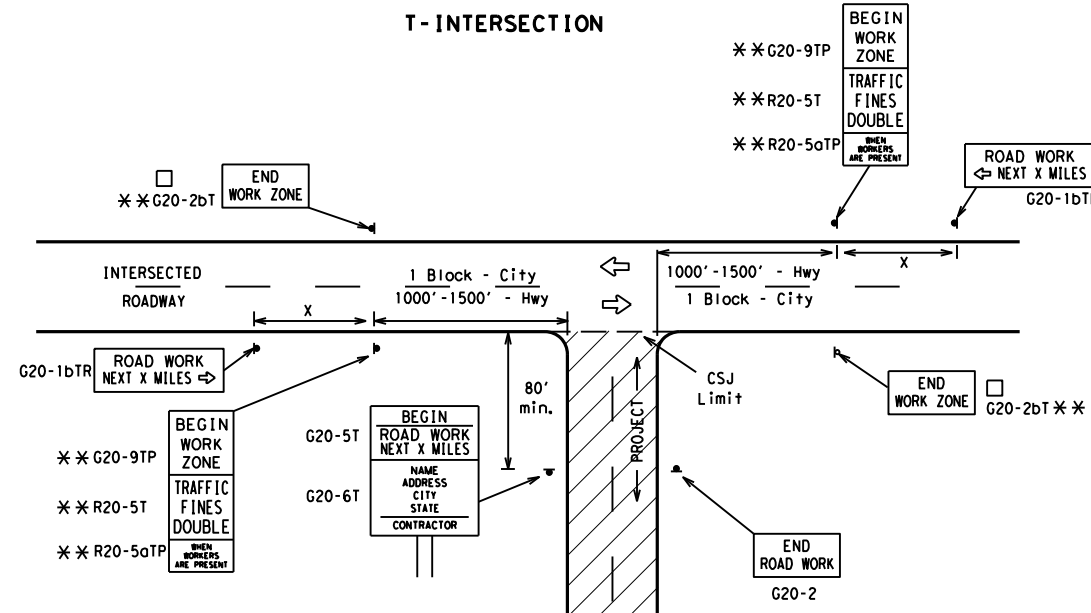 T-INTERSECTION
BEGIN
WORK
ZONE
TRAFFIC
FINES
DOUBLE
WHEN
WORKERS
ARE PRESENT
**G20-9TP
**R20-5T
**R20-5aTP
ROAD WORK
⇦ NEXT X MILES
□
**G20-2bT
END
WORK ZONE
INTERSECTED
ROADWAY
1 Block - City
1000'-1500' - Hwy
X
1000'-1500' - Hwy
1 Block - City
X
G20-1bTR
ROAD WORK
NEXT X MILES ⇨
80'
min.
CSJ
Limit
PROJECT
END
WORK ZONE
□
G20-2bT **
**G20-9TP
**R20-5T
**R20-5aTP
BEGIN
WORK
ZONE
TRAFFIC
FINES
DOUBLE
WHEN
WORKERS
ARE PRESENT
G20-5T
G20-6T
BEGIN
ROAD WORK
NEXT X MILES
NAME
ADDRESS
CITY
STATE
CONTRACTOR
END
ROAD WORK
G20-2